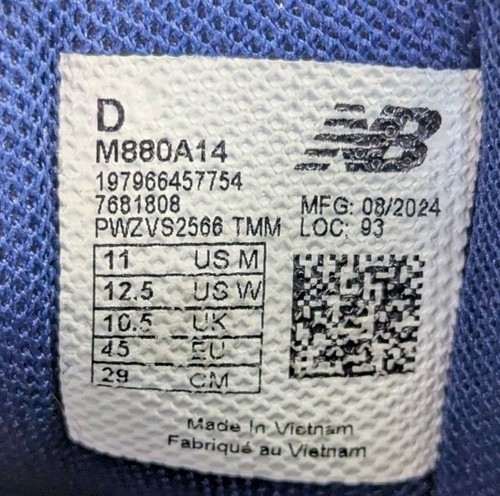 D
M880A14
NB
197966457754
7681808 MFG: 08/2024
PWZVS2566 TMM LOC: 93
11 US M
12.5 US W
10.5 UK
45 EU
29 CM
Made In Vietnam
Fabriqué au Vietnam